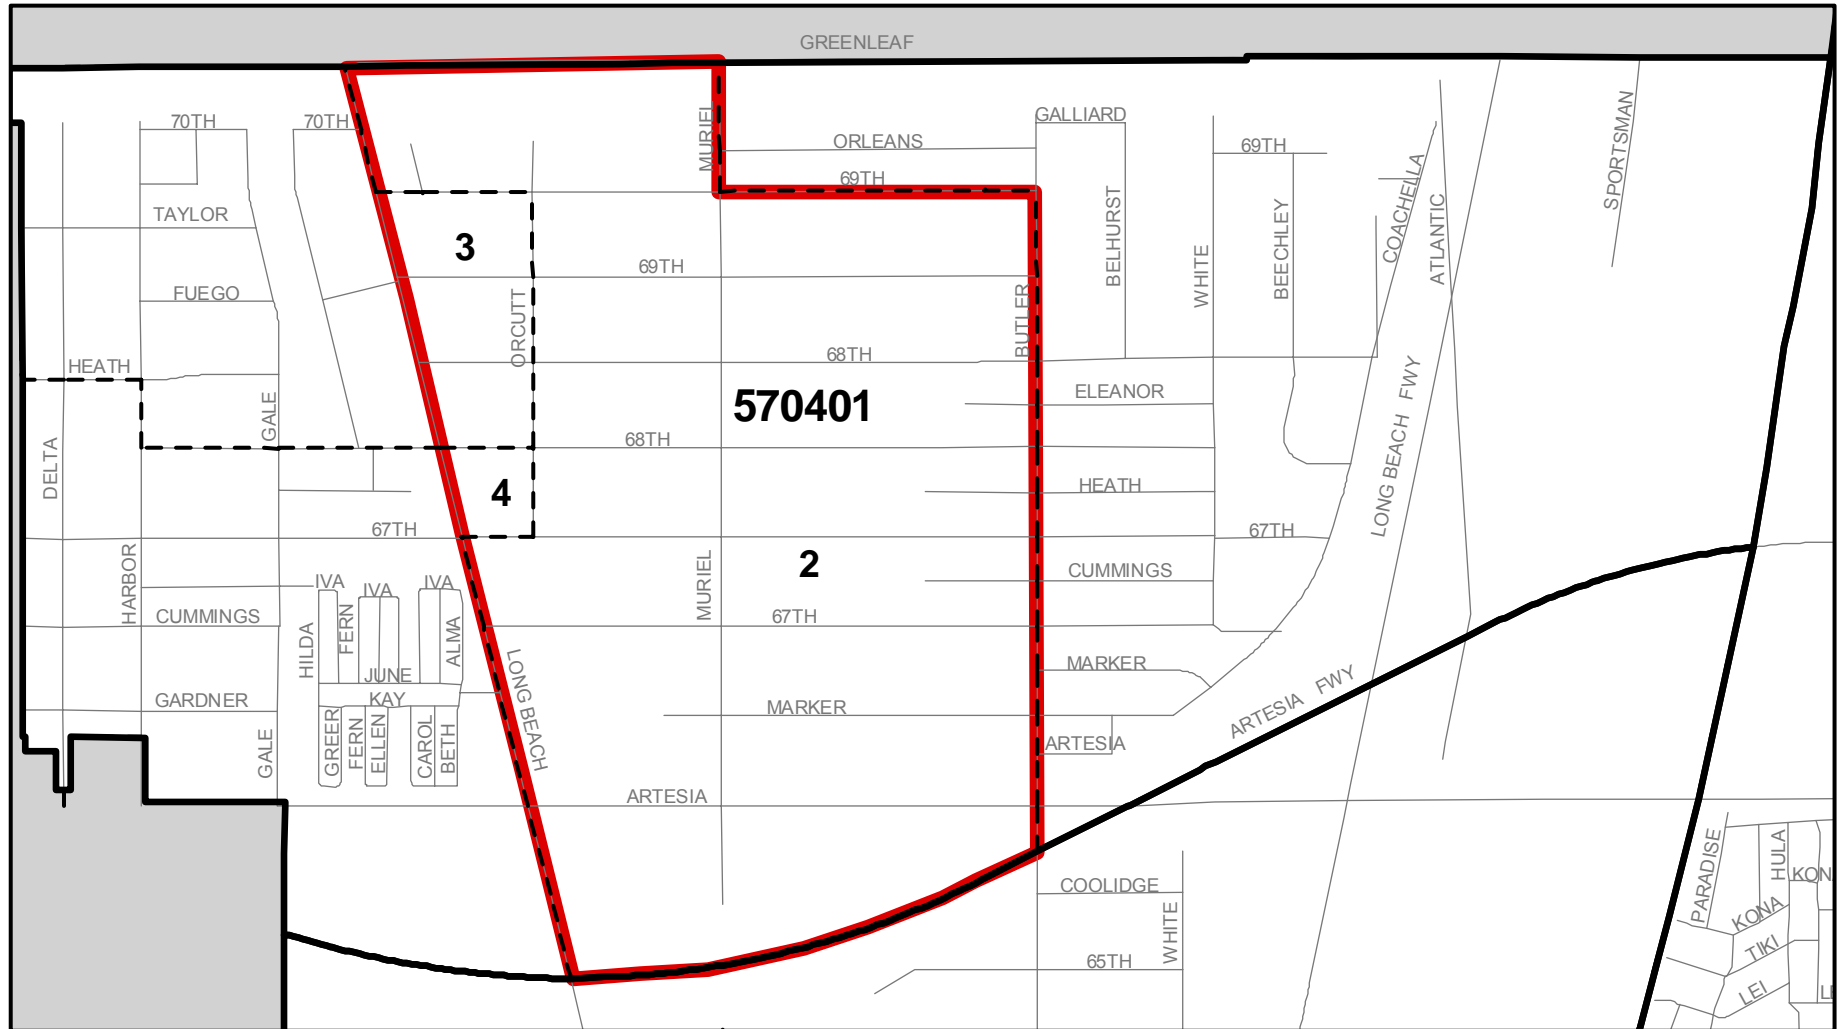 GREENLEAF
70TH
70TH
MURIEL
ORLEANS
GALLIARD
69TH
SPORTSMAN
69TH
TAYLOR
3
69TH
BELHURST
WHITE
BEECHLEY
COACHELLA
ATLANTIC
FUEGO
ORCUTT
BUTLER
HEATH
68TH
570401
ELEANOR
LONG BEACH FWY
GALE
68TH
DELTA
4
HEATH
67TH
67TH
HARBOR
IVA
IVA
IVA
MURIEL
2
CUMMINGS
CUMMINGS
HILDA
FERN
ALMA
67TH
JUNE
KAY
LONG BEACH
MARKER
GARDNER
MARKER
ARTESIA FWY
GALE
GREER
FERN
ELLEN
CAROL
BETH
ARTESIA
ARTESIA
PARADISE
HULA
KON
COOLIDGE
WHITE
KONA
TIKI
65TH
LEI